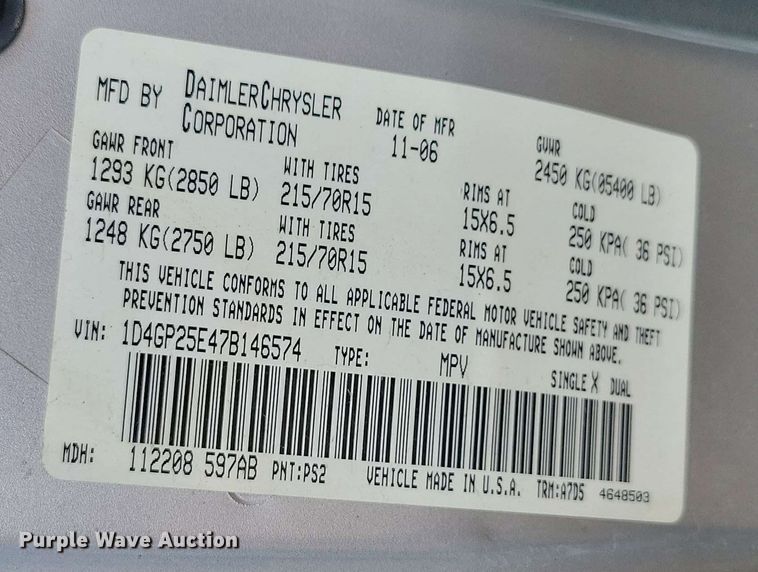 MFD BY DAIMLERCHRYSLER CORPORATION
DATE OF MFR 11-06
GVWR 2450 KG(05400 LB)
GAWR FRONT WITH TIRES RIMS AT COLD
1293 KG(2850 LB) 215/70R15 15X6.5 250 KPA( 36 PSI)
GAWR REAR WITH TIRES RIMS AT COLD
1248 KG(2750 LB) 215/70R15 15X6.5 250 KPA( 36 PSI)
THIS VEHICLE CONFORMS TO ALL APPLICABLE FEDERAL MOTOR VEHICLE SAFETY AND THEFT
PREVENTION STANDARDS IN EFFECT ON THE DATE OF MANUFACTURE SHOWN ABOVE.
VIN: 1D4GP25E47B146574 TYPE: MPV SINGLE X DUAL
MDH: 112208 597AB PNT:PS2 VEHICLE MADE IN U.S.A. TRM:A7D5 4648503
Purple Wave Auction